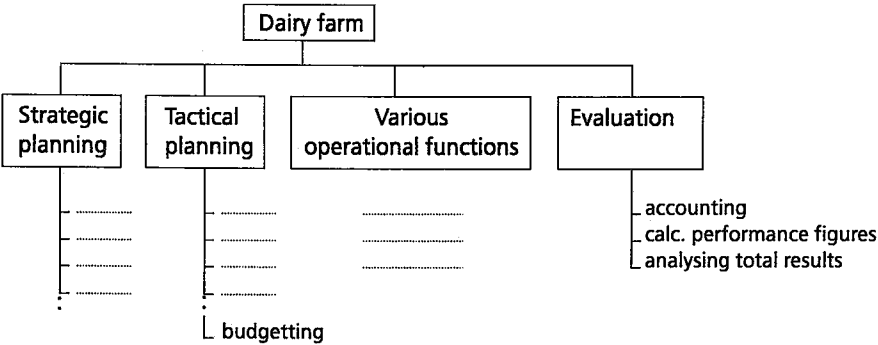 Dairy farm
Strategic
planning
Tactical
planning
Various
operational functions
Evaluation
accounting
calc. performance figures
analysing total results
budgetting